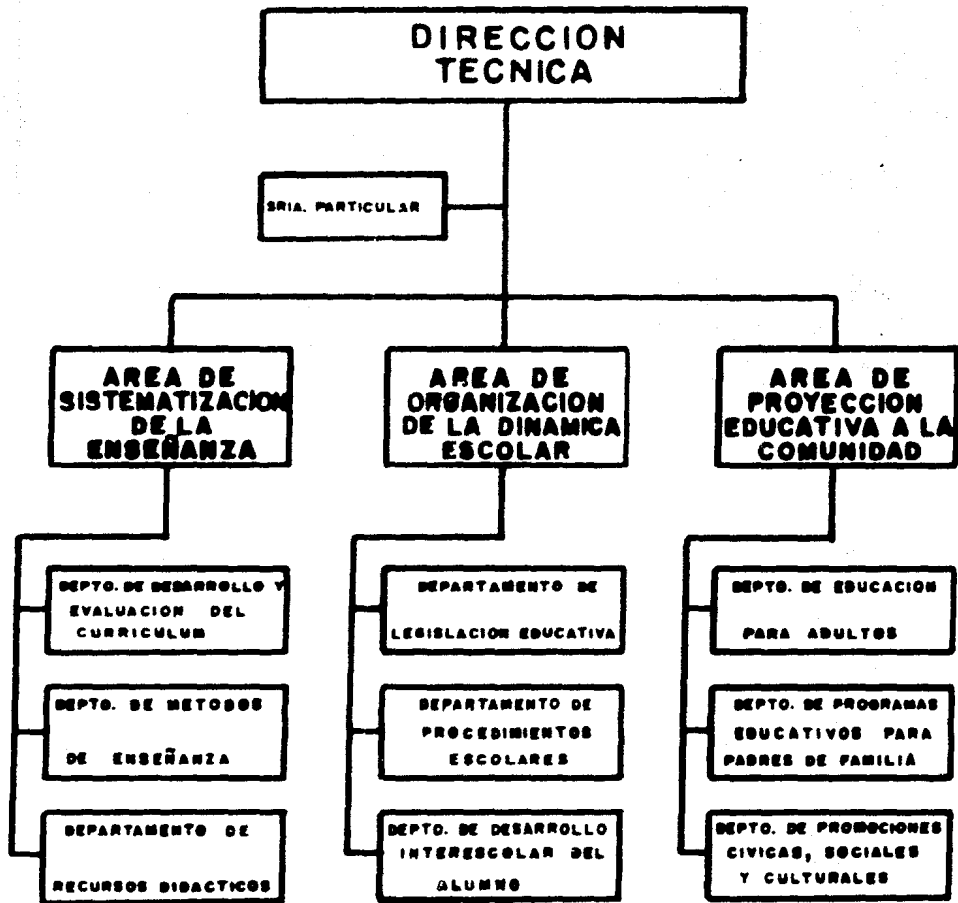 DIRECCION
TECNICA
SRIA. PARTICULAR
AREA DE
SISTEMATIZACION
DE LA
ENSEÑANZA
AREA DE
ORGANIZACION
DE LA DINAMICA
ESCOLAR
AREA DE
PROYECCION
EDUCATIVA A LA
COMUNIDAD
DEPTO. DE DESARROLLO Y
EVALUACION DEL
CURRICULUM
DEPARTAMENTO DE
LEGISLACION EDUCATIVA
DEPTO. DE EDUCACION
PARA ADULTOS
DEPTO. DE METODOS
DE ENSEÑANZA
DEPARTAMENTO DE
PROCEDIMIENTOS
ESCOLARES
DEPTO. DE PROGRAMAS
EDUCATIVOS PARA
PADRES DE FAMILIA
DEPARTAMENTO DE
RECURSOS DIDACTICOS
DEPTO. DE DESARROLLO
INTERESCOLAR DEL
ALUMNO
DEPTO. DE PROMOCIONES
CIVICAS, SOCIALES
Y CULTURALES